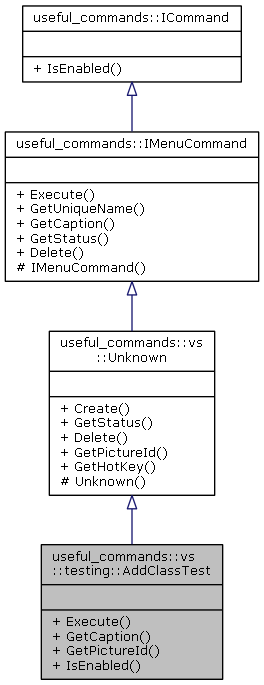 useful_commands::ICommand
+ IsEnabled()
useful_commands::IMenuCommand
+ Execute()
+ GetUniqueName()
+ GetCaption()
+ GetStatus()
+ Delete()
# IMenuCommand()
useful_commands::vs
::Unknown
+ Create()
+ GetStatus()
+ Delete()
+ GetPictureId()
+ GetHotKey()
# Unknown()
useful_commands::vs
::testing::AddClassTest
+ Execute()
+ GetCaption()
+ GetPictureId()
+ IsEnabled()